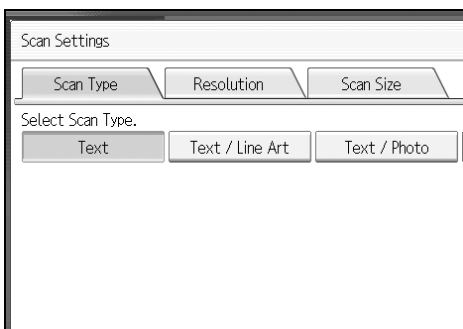 Scan Settings
Scan Type Resolution Scan Size
Select Scan Type.
Text Text / Line Art Text / Photo